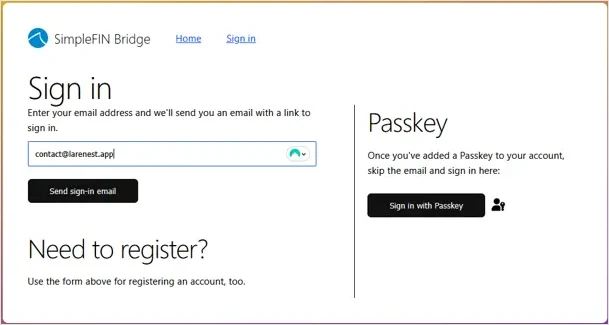 SimpleFIN Bridge Home Sign in
Sign in
Enter your email address and we'll send you an email with a link to
sign in.
contact@larenest.app
Send sign-in email
Need to register?
Use the form above for registering an account, too.
Passkey
Once you've added a Passkey to your account,
skip the email and sign in here:
Sign in with Passkey